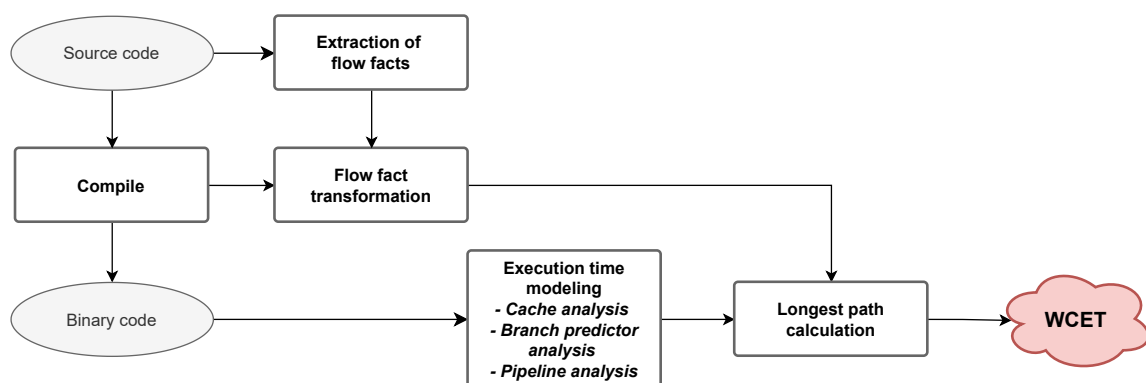 Source code
Extraction of
flow facts
Compile
Flow fact
transformation
Binary code
Execution time
modeling
- Cache analysis
- Branch predictor
analysis
- Pipeline analysis
Longest path
calculation
WCET